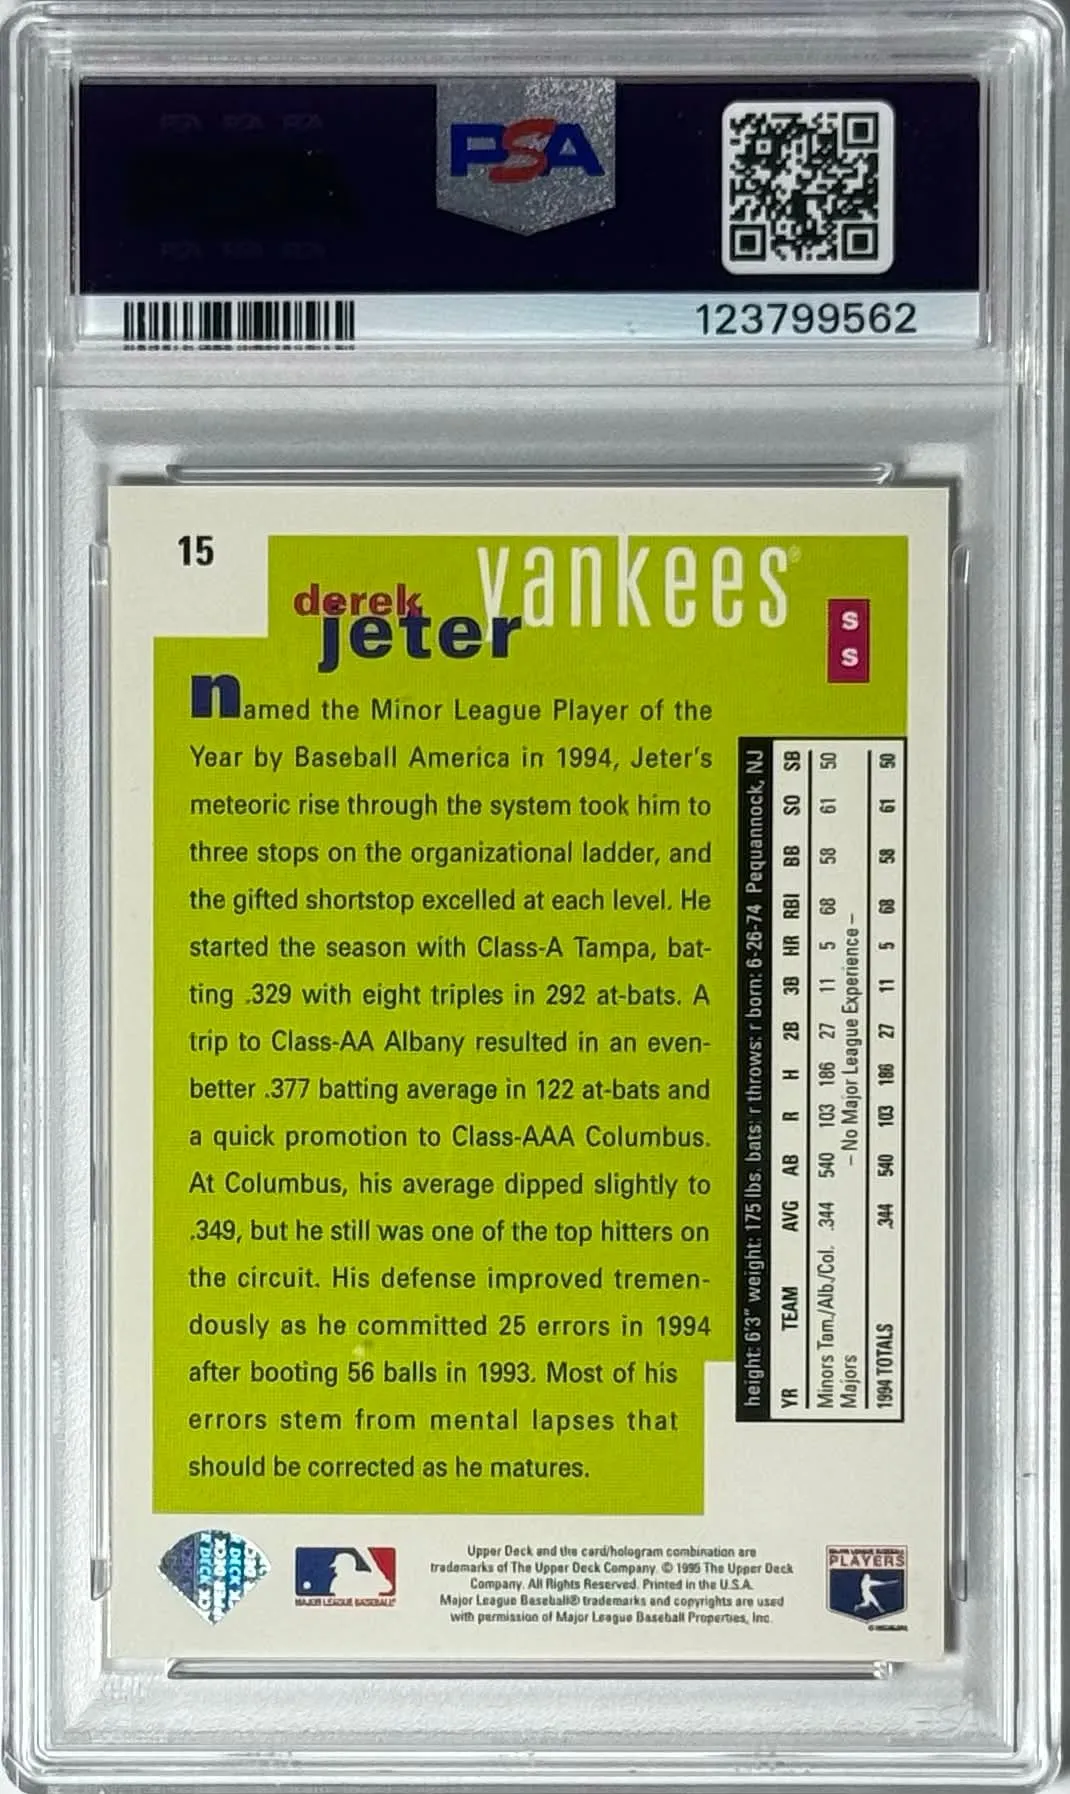 PSA
123799562
15
yankees®
derek
jeter
S
S
Named the Minor League Player of the
Year by Baseball America in 1994, Jeter's
meteoric rise through the system took him to
three stops on the organizational ladder, and
the gifted shortstop excelled at each level. He
started the season with Class-A Tampa, bat-
ting .329 with eight triples in 292 at-bats. A
trip to Class-AA Albany resulted in an even-
better .377 batting average in 122 at-bats and
a quick promotion to Class-AAA Columbus.
At Columbus, his average dipped slightly to
.349, but he still was one of the top hitters on
the circuit. His defense improved tremen-
dously as he committed 25 errors in 1994
after booting 56 balls in 1993. Most of his
errors stem from mental lapses that
should be corrected as he matures.
height: 6'3" weight: 175 lbs. bats: r throws: r born: 6-26-74 Pequannock, NJ
YR TEAM AVG AB R H 2B 3B HR RBI BB SO SB
Minors Tam./Alb./Col. .344 540 103 186 27 11 5 68 58 61 50
Majors – No Major League Experience –
1994 TOTALS .344 540 103 186 27 11 5 68 58 61 50
MAJOR LEAGUE BASEBALL
Upper Deck and the card/hologram combination are
trademarks of The Upper Deck Company. © 1995 The Upper Deck
Company. All Rights Reserved. Printed in the U.S.A.
Major League Baseball® trademarks and copyrights are used
with permission of Major League Baseball Properties, Inc.
MAJOR LEAGUE BASEBALL
PLAYERS